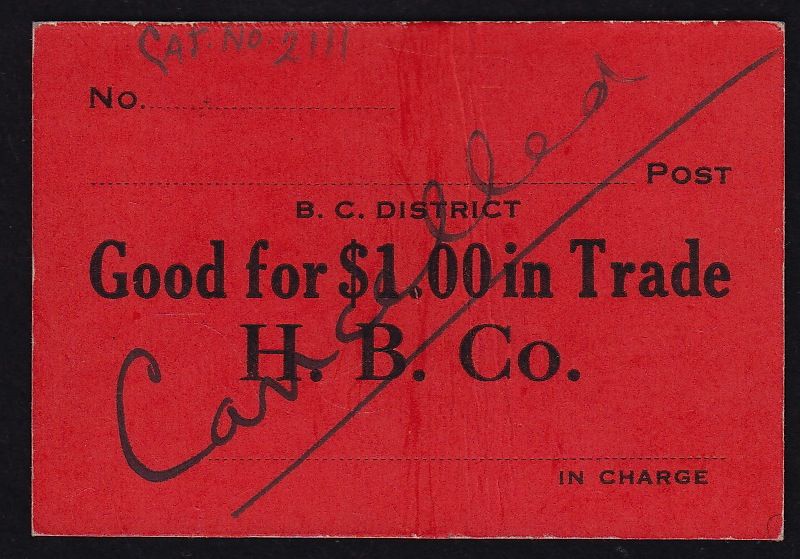 CAT. NO. 2111
No.
Post
B. C. DISTRICT
Good for $1.00 in Trade
H. B. Co.
Cancelled
IN CHARGE